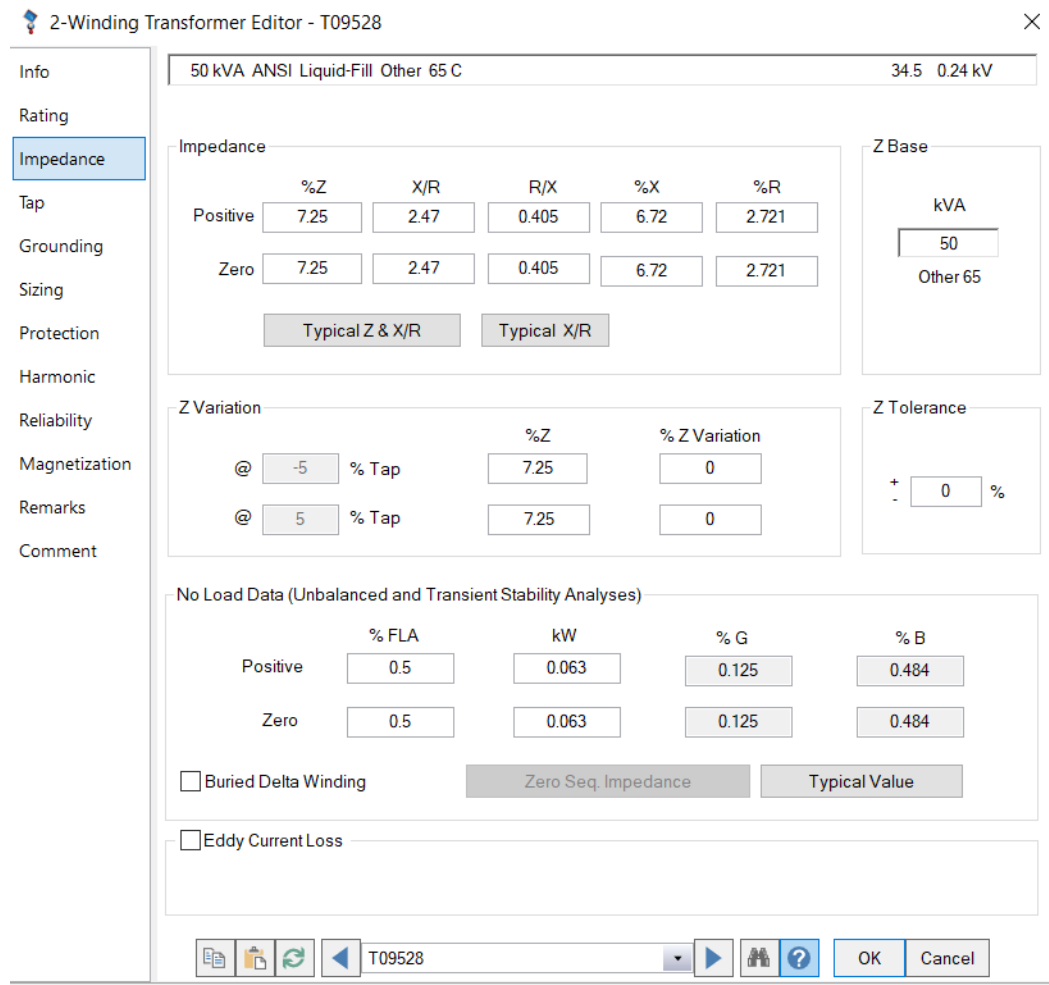 2-Winding Transformer Editor - T09528
Info
Rating
Impedance
Tap
Grounding
Sizing
Protection
Harmonic
Reliability
Magnetization
Remarks
Comment
50 kVA ANSI Liquid-Fill Other 65 C 34.5 0.24 kV
Impedance
%Z X/R R/X %X %R
Positive 7.25 2.47 0.405 6.72 2.721
Zero 7.25 2.47 0.405 6.72 2.721
Typical Z & X/R Typical X/R
Z Base
kVA
50
Other 65
Z Variation
%Z % Z Variation
@ -5 % Tap 7.25 0
@ 5 % Tap 7.25 0
Z Tolerance
+
- 0 %
No Load Data (Unbalanced and Transient Stability Analyses)
% FLA kW % G % B
Positive 0.5 0.063 0.125 0.484
Zero 0.5 0.063 0.125 0.484
Buried Delta Winding Zero Seq. Impedance Typical Value
Eddy Current Loss
T09528 ? OK Cancel